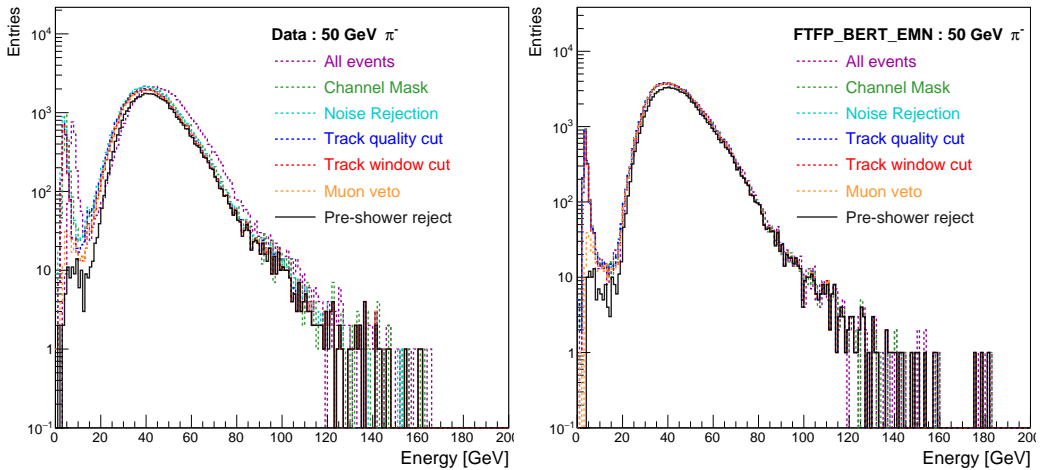 Entries
Data : 50 GeV π⁻
All events
Channel Mask
Noise Rejection
Track quality cut
Track window cut
Muon veto
Pre-shower reject
10⁴
10³
10²
10
1
10⁻¹
0 20 40 60 80 100 120 140 160 180 200
Energy [GeV]
Entries
FTFP_BERT_EMN : 50 GeV π⁻
All events
Channel Mask
Noise Rejection
Track quality cut
Track window cut
Muon veto
Pre-shower reject
10⁴
10³
10²
10
1
10⁻¹
0 20 40 60 80 100 120 140 160 180 200
Energy [GeV]